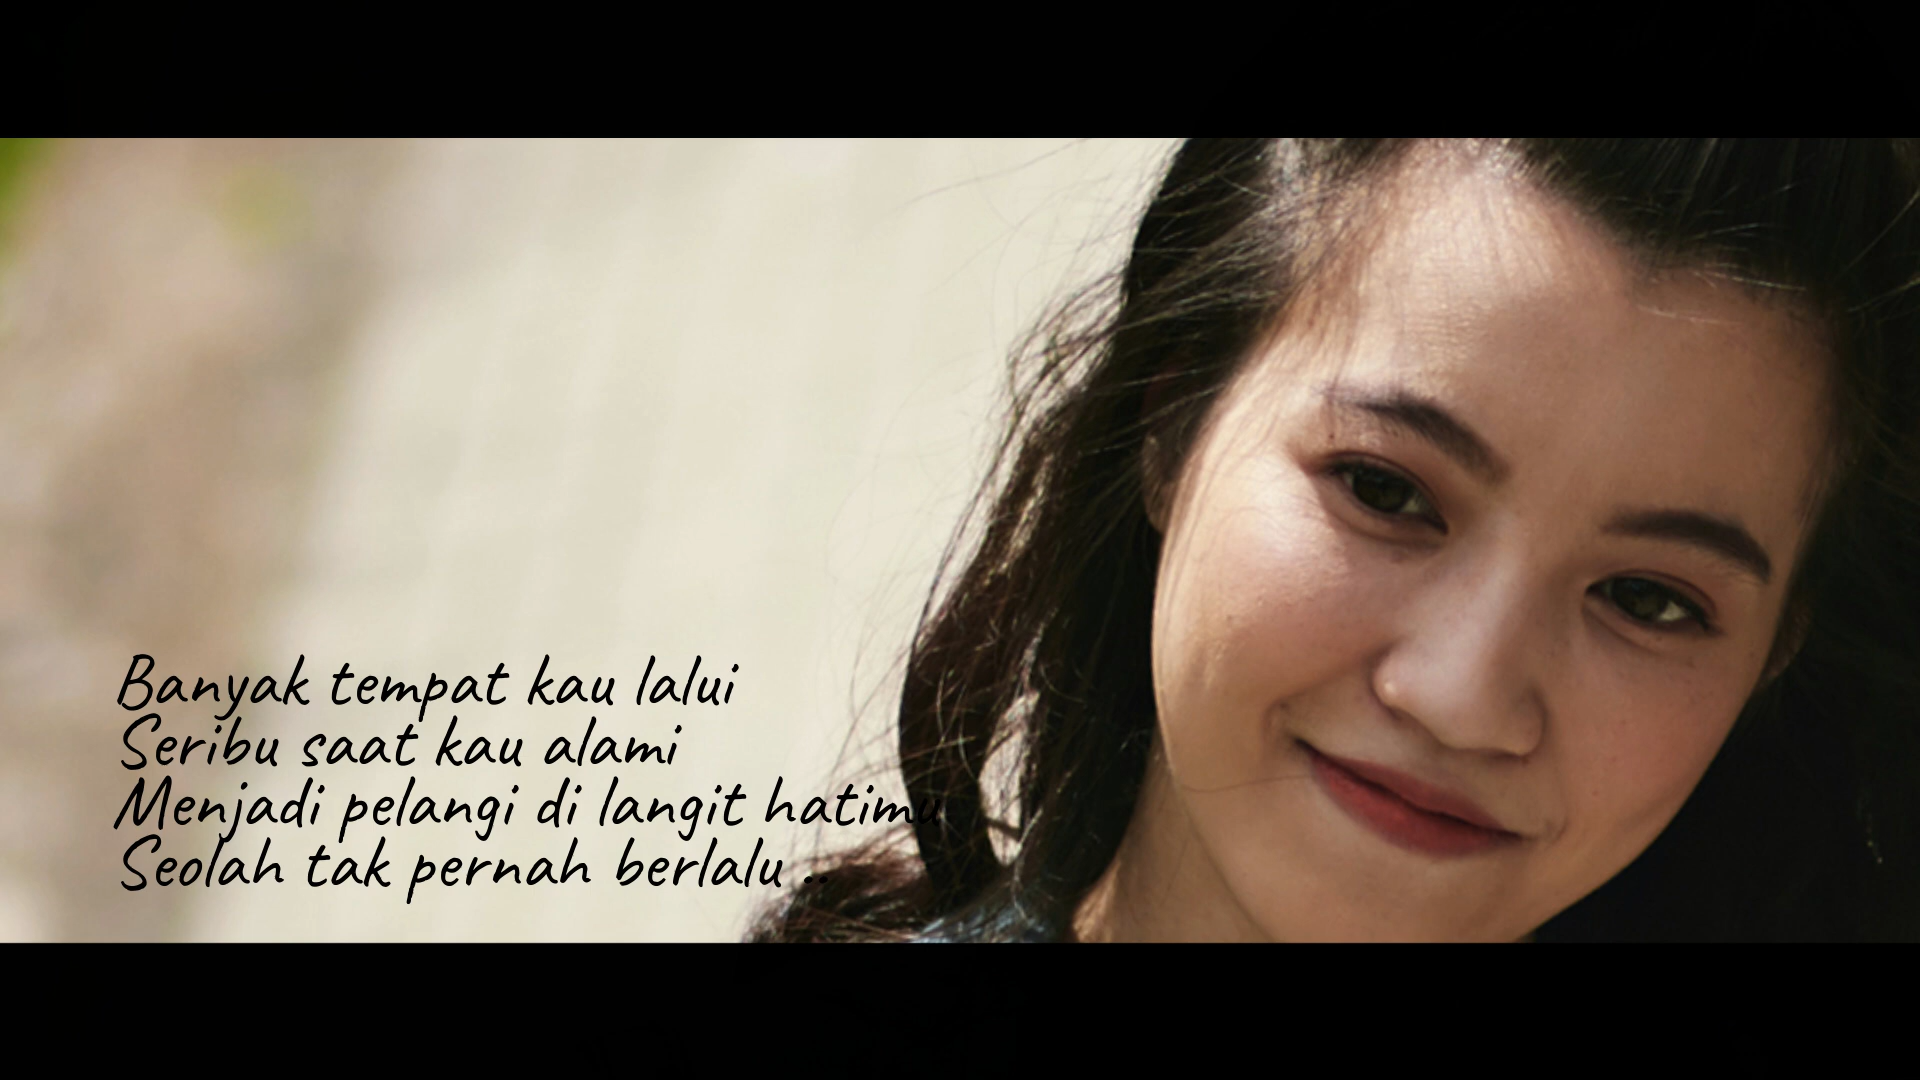 Banyak tempat kau lalui
Seribu saat kau alami
Menjadi pelangi di langit hatimu
Seolah tak pernah berlalu ..